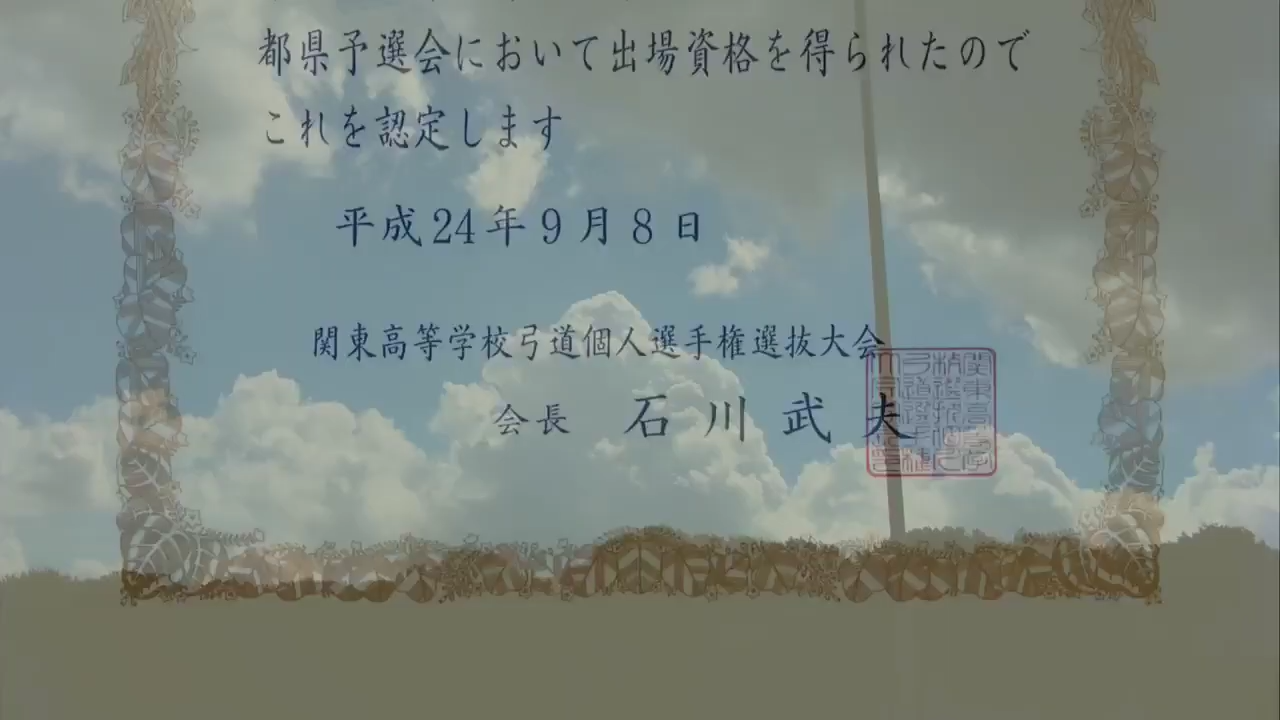 都県予選会において出場資格を得られたので
これを認定します
平成24年9月8日
関東高等学校弓道個人選手権選抜大会
会長 石川武夫